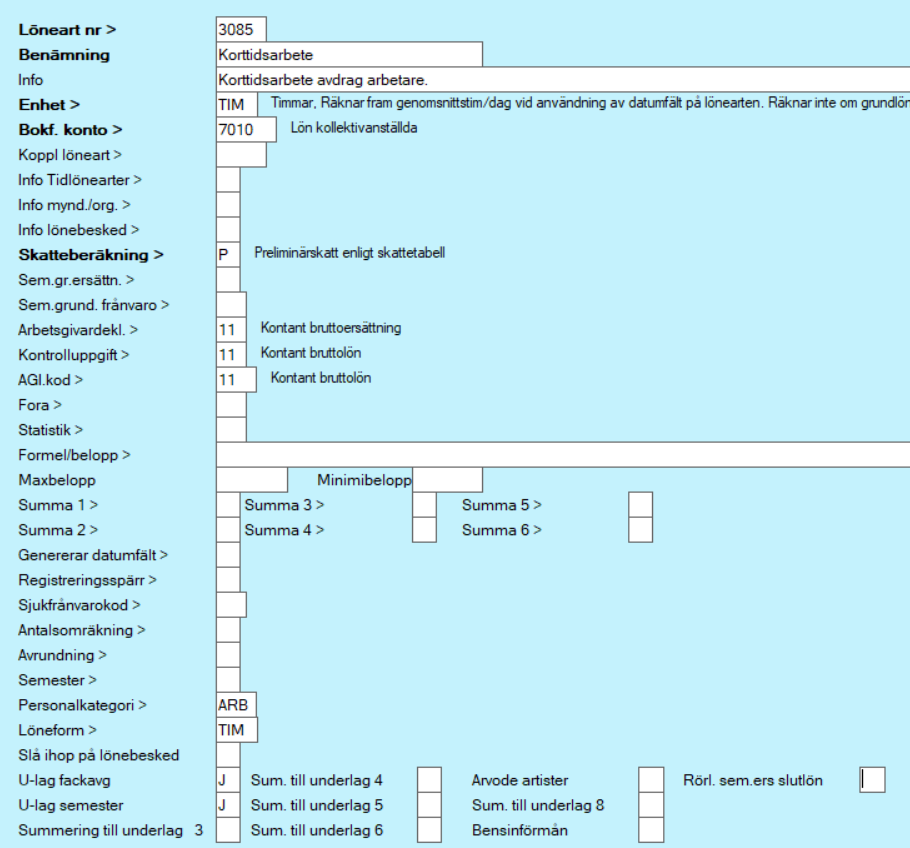 Löneart nr > 3085
Benämning Korttidsarbete
Info Korttidsarbete avdrag arbetare.
Enhet > TIM Timmar, Räknar fram genomsnittstim/dag vid användning av datumfält på lönearten. Räknar inte om grundlön
Bokf. konto > 7010 Lön kollektivanställda
Koppl löneart >
Info Tidlönearter >
Info mynd./org. >
Info lönebesked >
Skatteberäkning > P Preliminärskatt enligt skattetabell
Sem.gr.ersättn. >
Sem.grund. frånvaro >
Arbetsgivardekl. > 11 Kontant bruttoersättning
Kontrolluppgift > 11 Kontant bruttolön
AGI.kod > 11 Kontant bruttolön
Fora >
Statistik >
Formel/belopp >
Maxbelopp Minimibelopp
Summa 1 > Summa 3 > Summa 5 >
Summa 2 > Summa 4 > Summa 6 >
Genererar datumfält >
Registreringsspärr >
Sjukfrånvarokod >
Antalsomräkning >
Avrundning >
Semester >
Personalkategori > ARB
Löneform > TIM
Slå ihop på lönebesked
U-lag fackavg J Sum. till underlag 4 Arvode artister Rörl. sem.ers slutlön
U-lag semester J Sum. till underlag 5 Sum. till underlag 8
Summering till underlag 3 Sum. till underlag 6 Bensinförmån